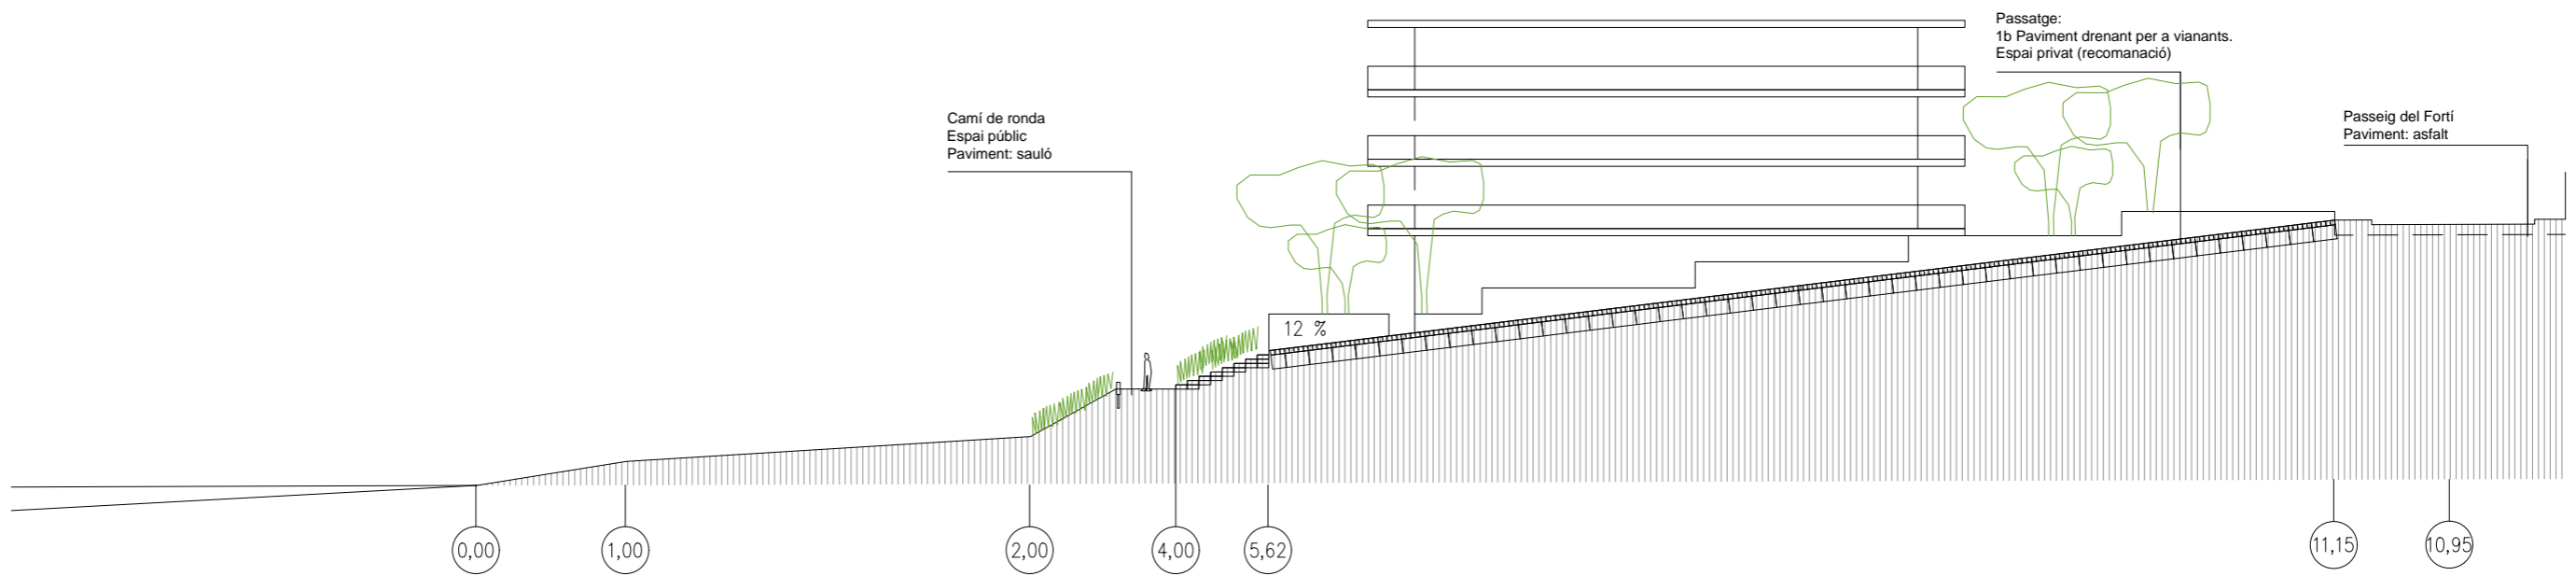 Passatge:
1b Paviment drenant per a vianants.
Espai privat (recomanació)
Camí de ronda
Espai públic
Paviment: sauló
Passeig del Fortí
Paviment: asfalt
12 %
0,00
1,00
2,00
4,00
5,62
11,15
10,95